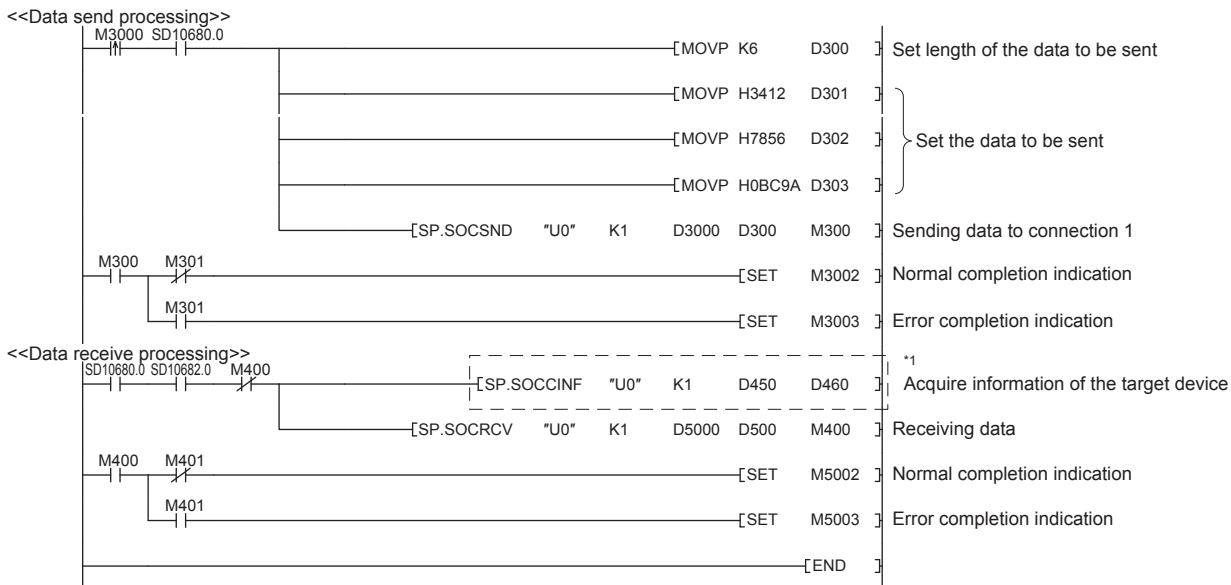 <<Data send processing>>
M3000 SD10680.0
MOVP K6 D300 Set length of the data to be sent
MOVP H3412 D301
MOVP H7856 D302 Set the data to be sent
MOVP H0BC9A D303
SP.SOCSND "U0" K1 D3000 D300 M300 Sending data to connection 1
M300 M301
SET M3002 Normal completion indication
M301
SET M3003 Error completion indication
<<Data receive processing>>
SD10680.0 SD10682.0 M400
*1
SP.SOCCINF "U0" K1 D450 D460 Acquire information of the target device
SP.SOCRCV "U0" K1 D5000 D500 M400 Receiving data
M400 M401
SET M5002 Normal completion indication
M401
SET M5003 Error completion indication
END